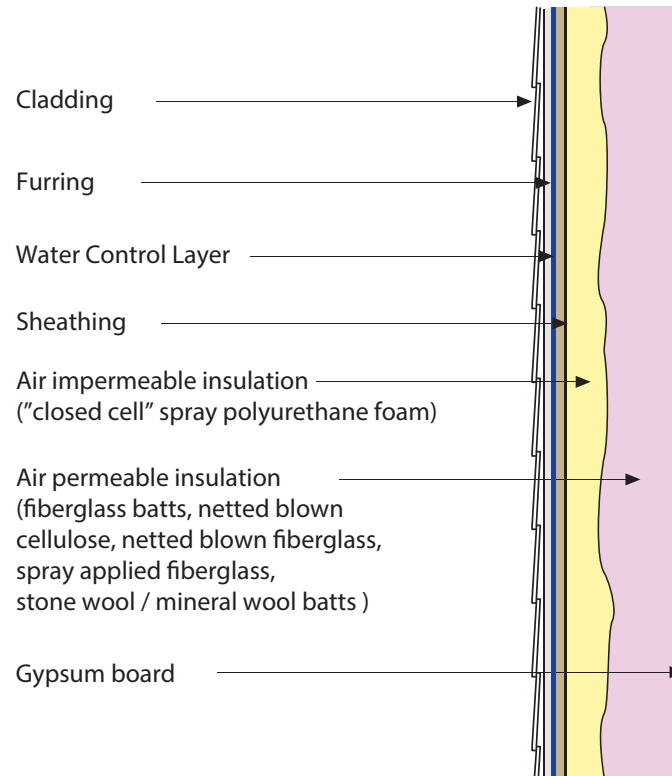 Cladding
Furring
Water Control Layer
Sheathing
Air impermeable insulation
(”closed cell” spray polyurethane foam)
Air permeable insulation
(fiberglass batts, netted blown
cellulose, netted blown fiberglass,
spray applied fiberglass,
stone wool / mineral wool batts )
Gypsum board